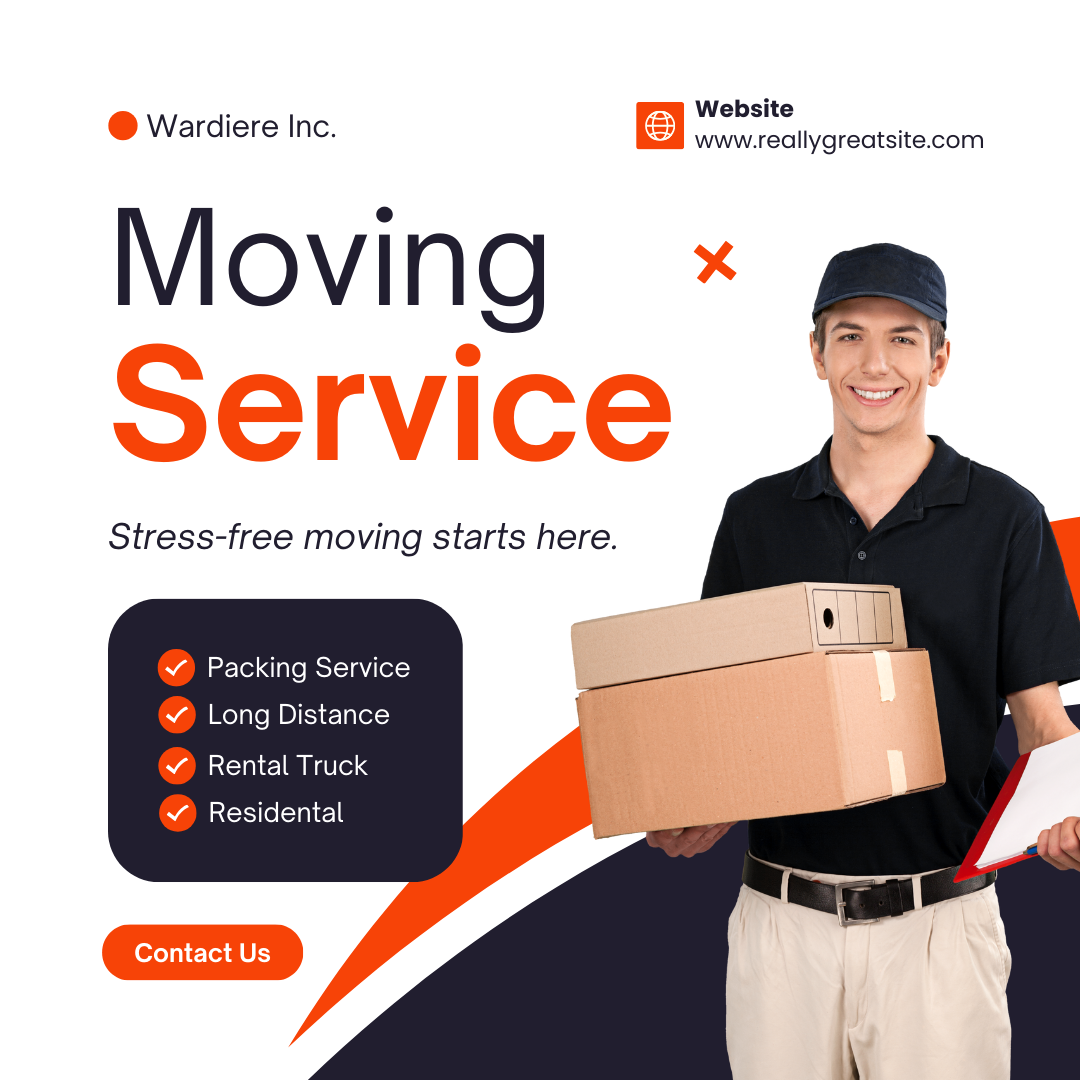 Wardiere Inc.
Website
www.reallygreatsite.com
Moving
Service
Stress-free moving starts here.
Packing Service
Long Distance
Rental Truck
Residental
Contact Us